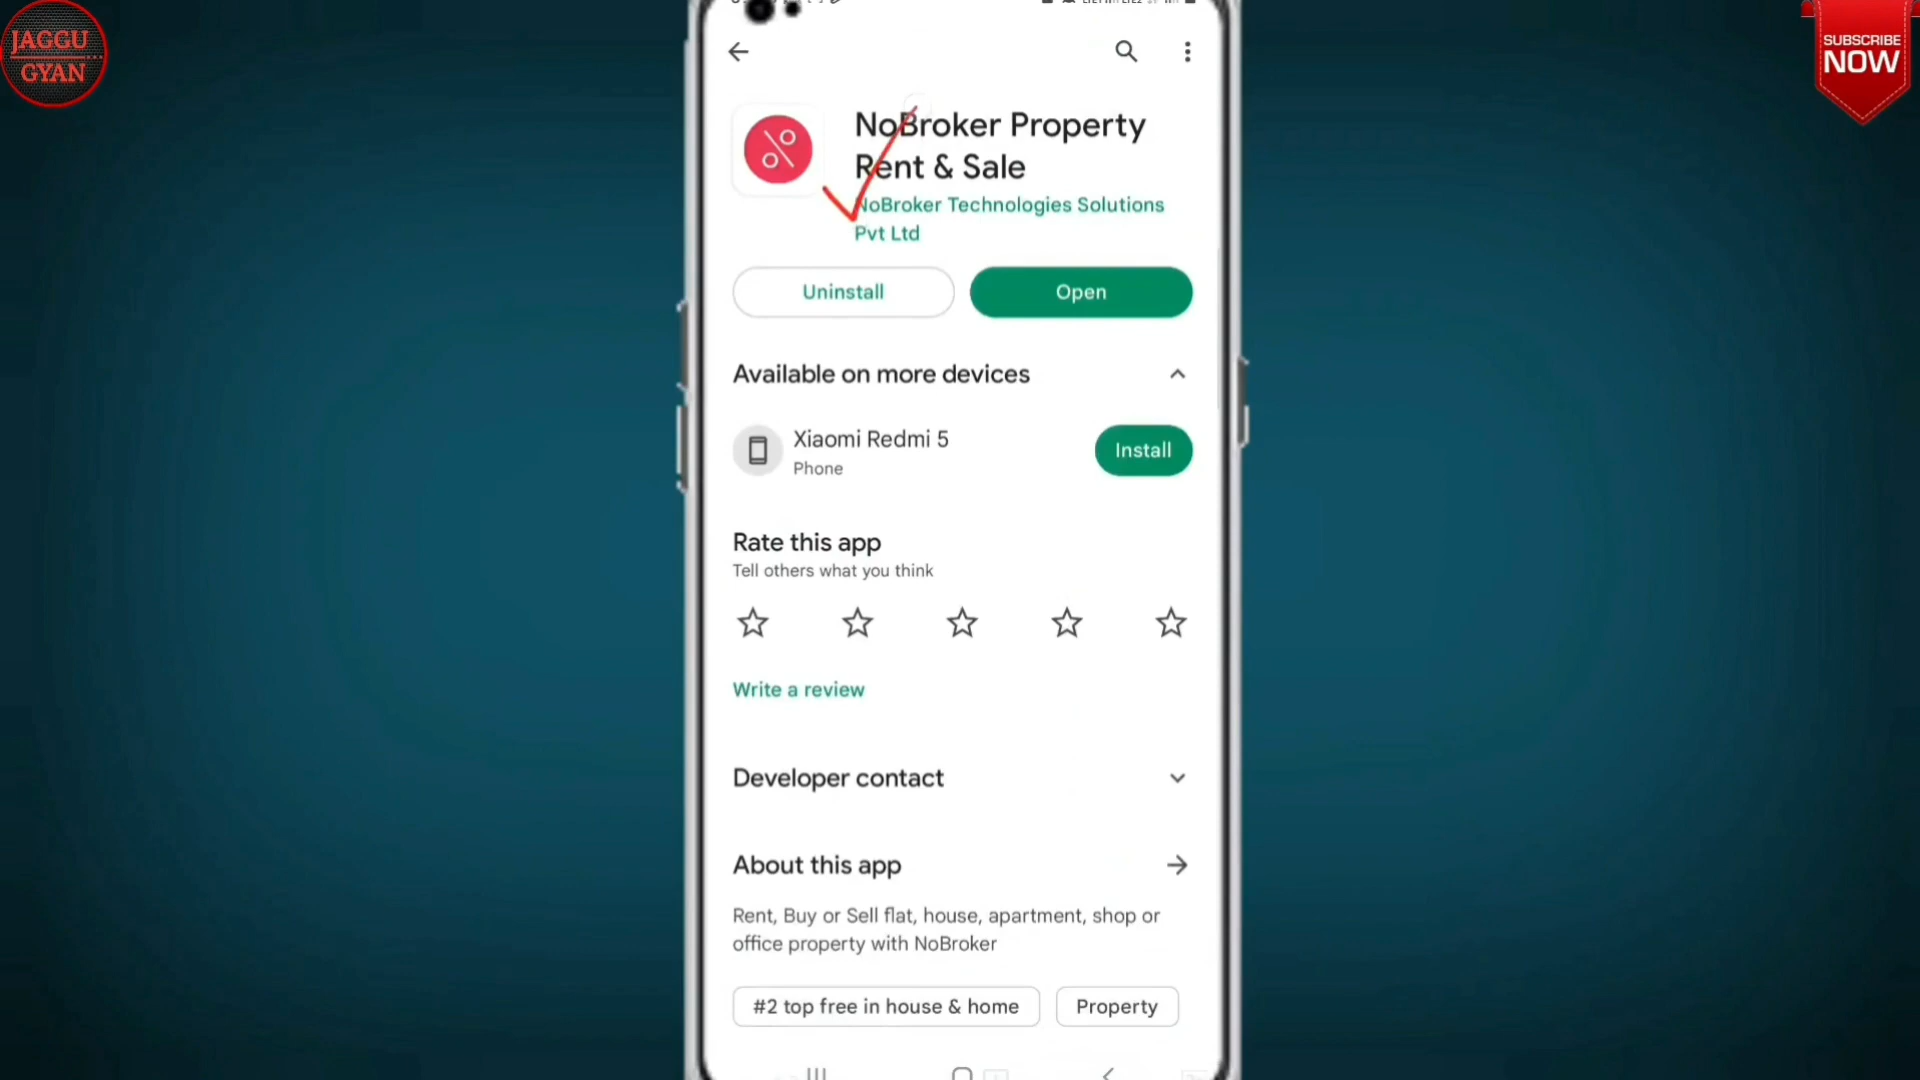 JAGGU
GYAN
SUBSCRIBE
NOW
NoBroker Property
Rent & Sale
NoBroker Technologies Solutions
Pvt Ltd
Uninstall
Open
Available on more devices
Xiaomi Redmi 5
Phone
Install
Rate this app
Tell others what you think
Write a review
Developer contact
About this app
Rent, Buy or Sell flat, house, apartment, shop or
office property with NoBroker
#2 top free in house & home
Property